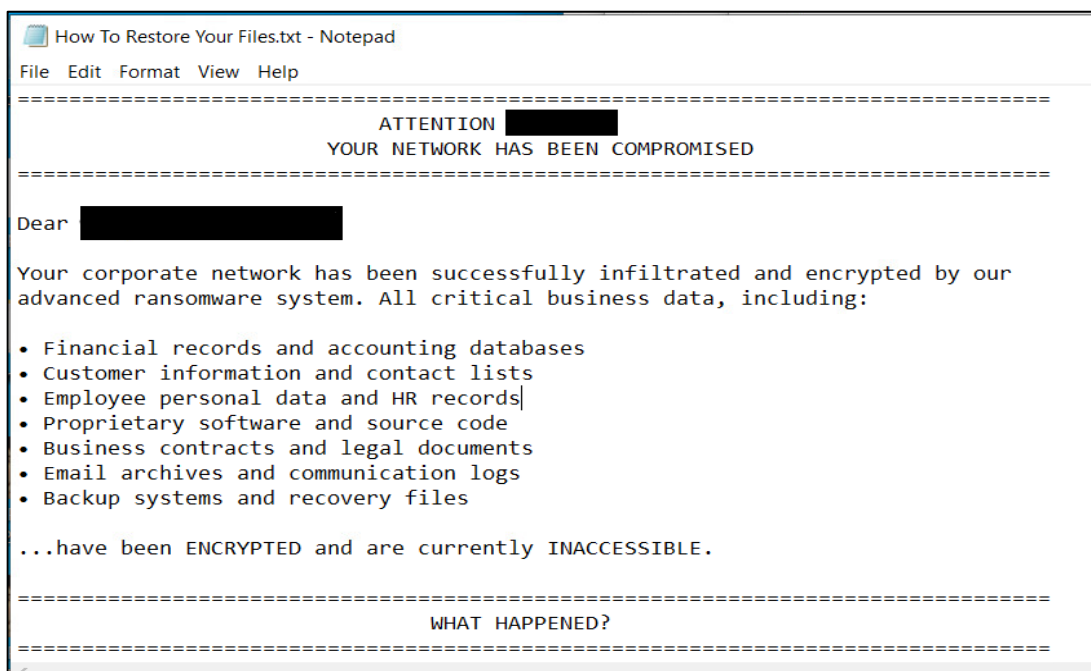 How To Restore Your Files.txt - Notepad
File Edit Format View Help
================================================================================
ATTENTION
YOUR NETWORK HAS BEEN COMPROMISED
================================================================================
Dear
Your corporate network has been successfully infiltrated and encrypted by our
advanced ransomware system. All critical business data, including:
• Financial records and accounting databases
• Customer information and contact lists
• Employee personal data and HR records
• Proprietary software and source code
• Business contracts and legal documents
• Email archives and communication logs
• Backup systems and recovery files
...have been ENCRYPTED and are currently INACCESSIBLE.
================================================================================
WHAT HAPPENED?
================================================================================